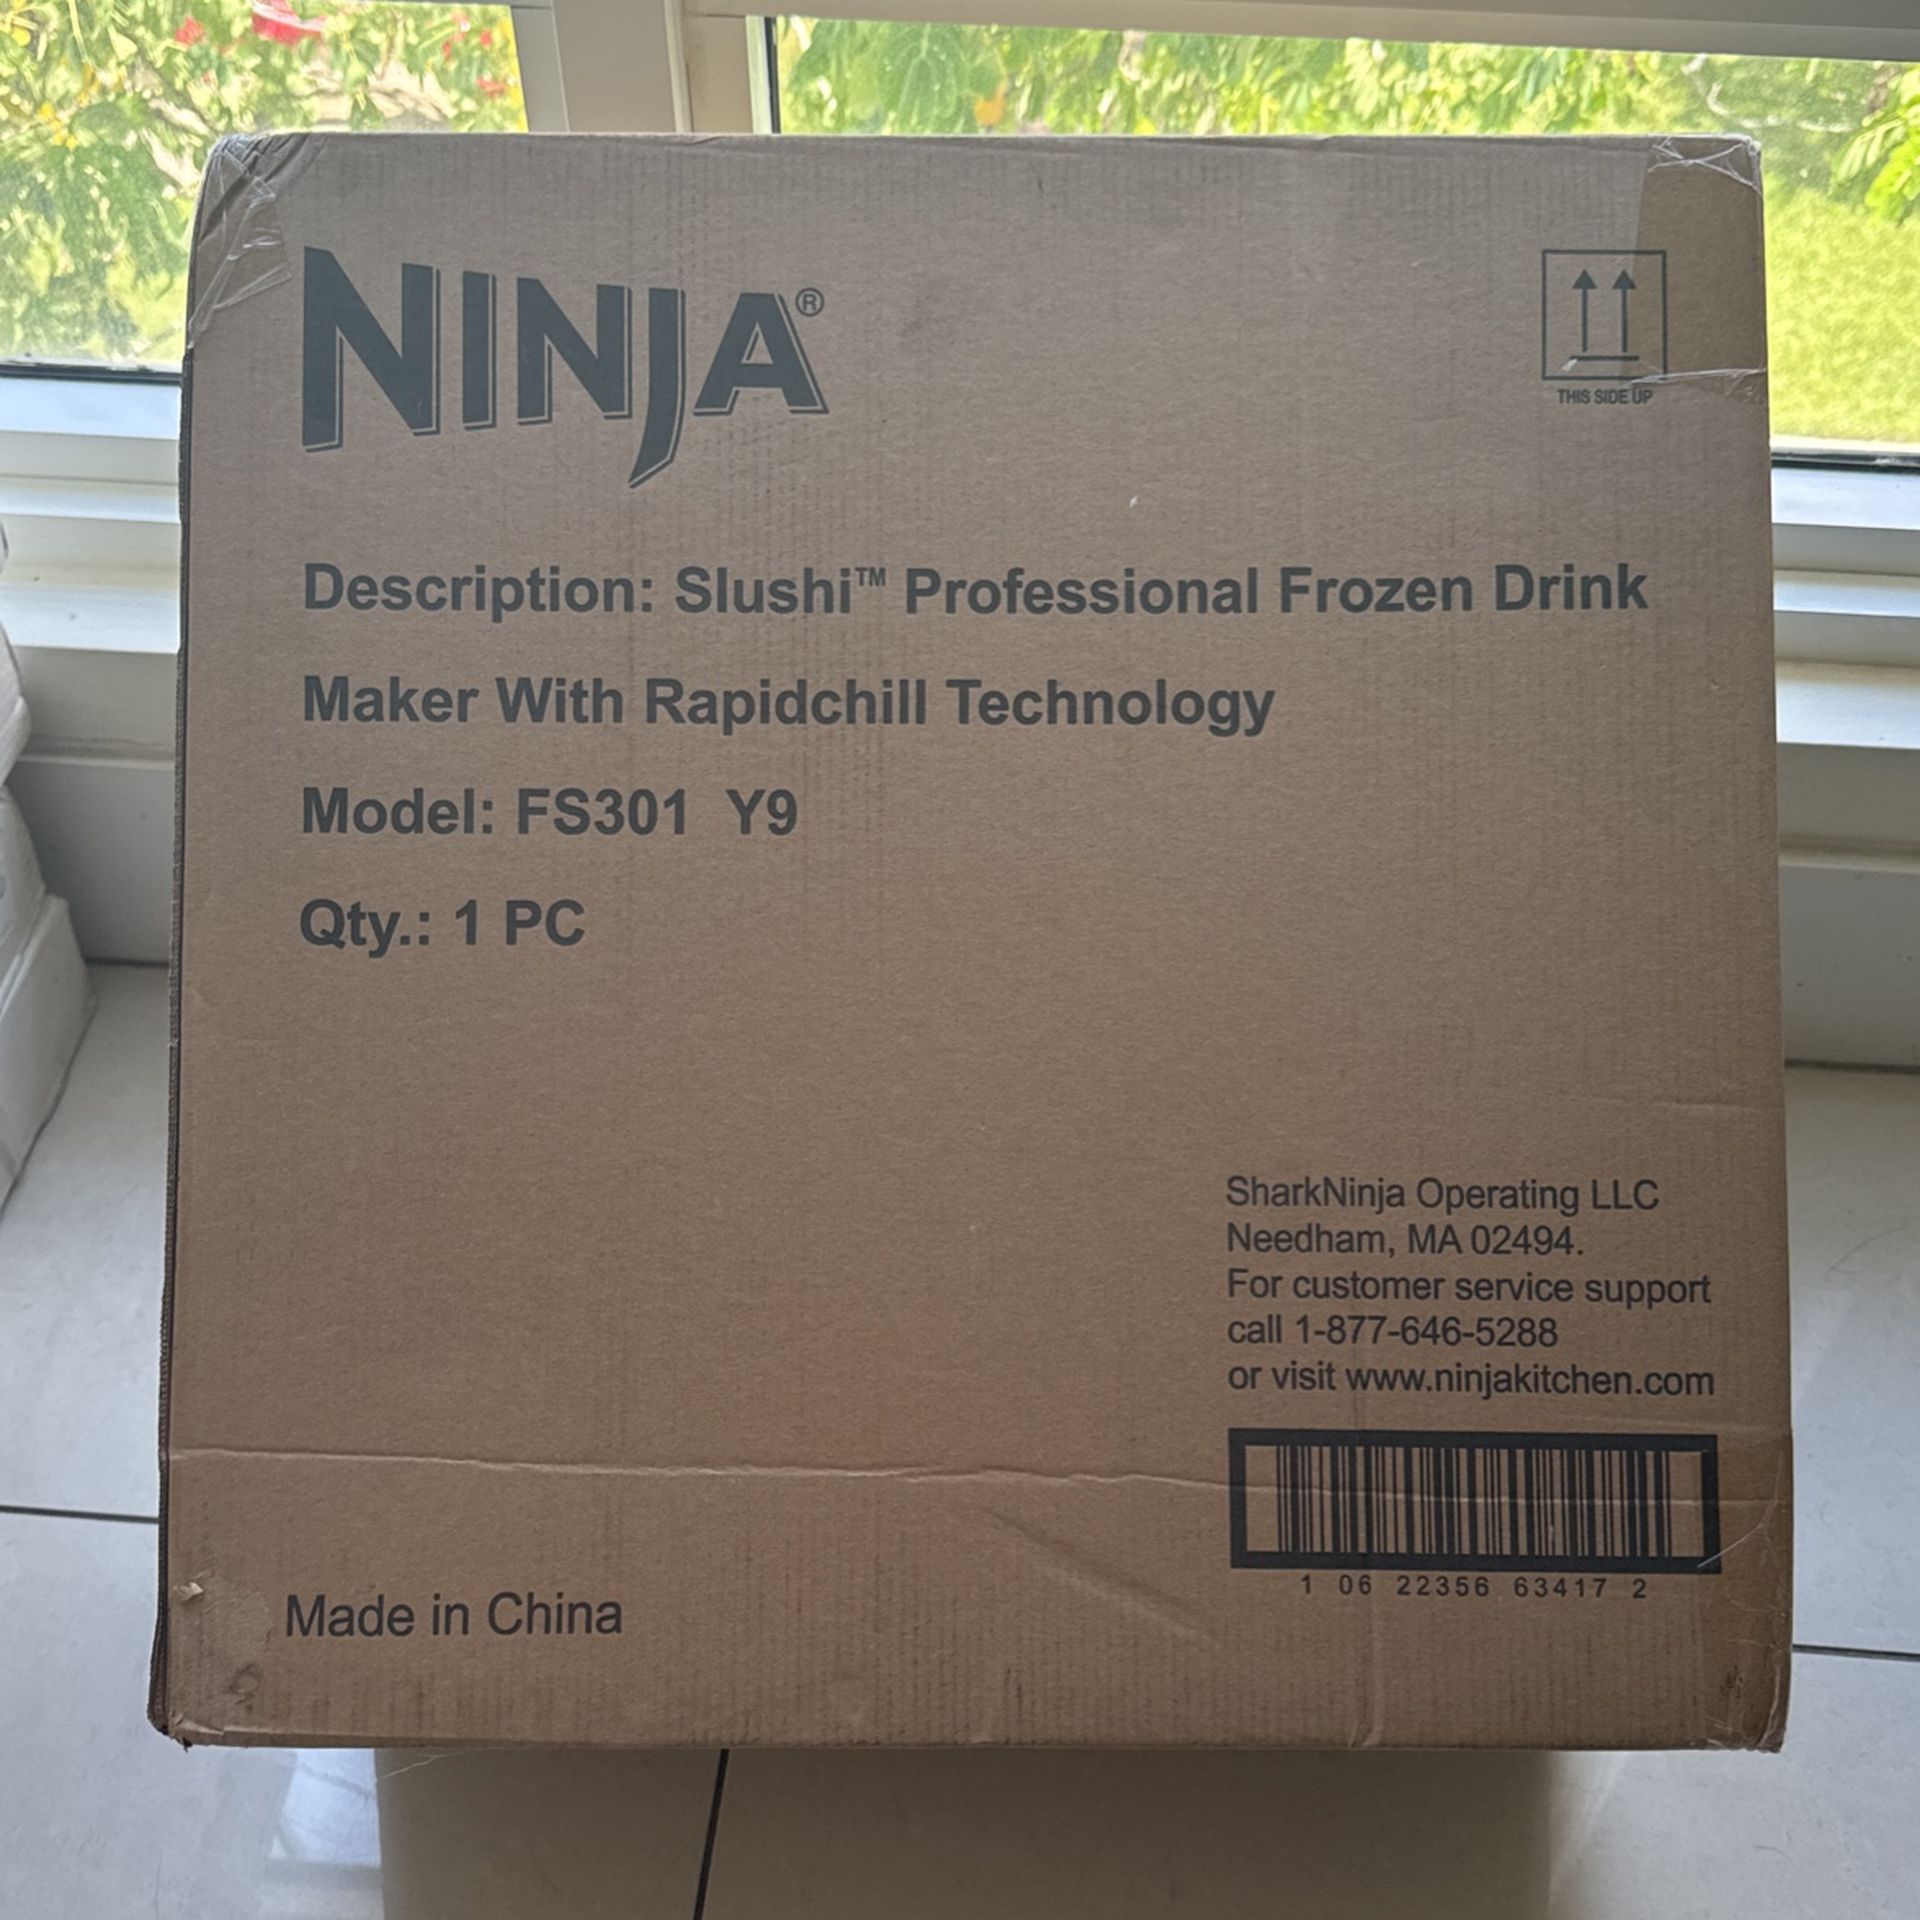 NINJA®
THIS SIDE UP
Description: Slushi™ Professional Frozen Drink
Maker With Rapidchill Technology
Model: FS301  Y9
Qty.: 1 PC
SharkNinja Operating LLC
Needham, MA 02494.
For customer service support
call 1-877-646-5288
or visit www.ninjakitchen.com
1 06 22356 63417 2
Made in China